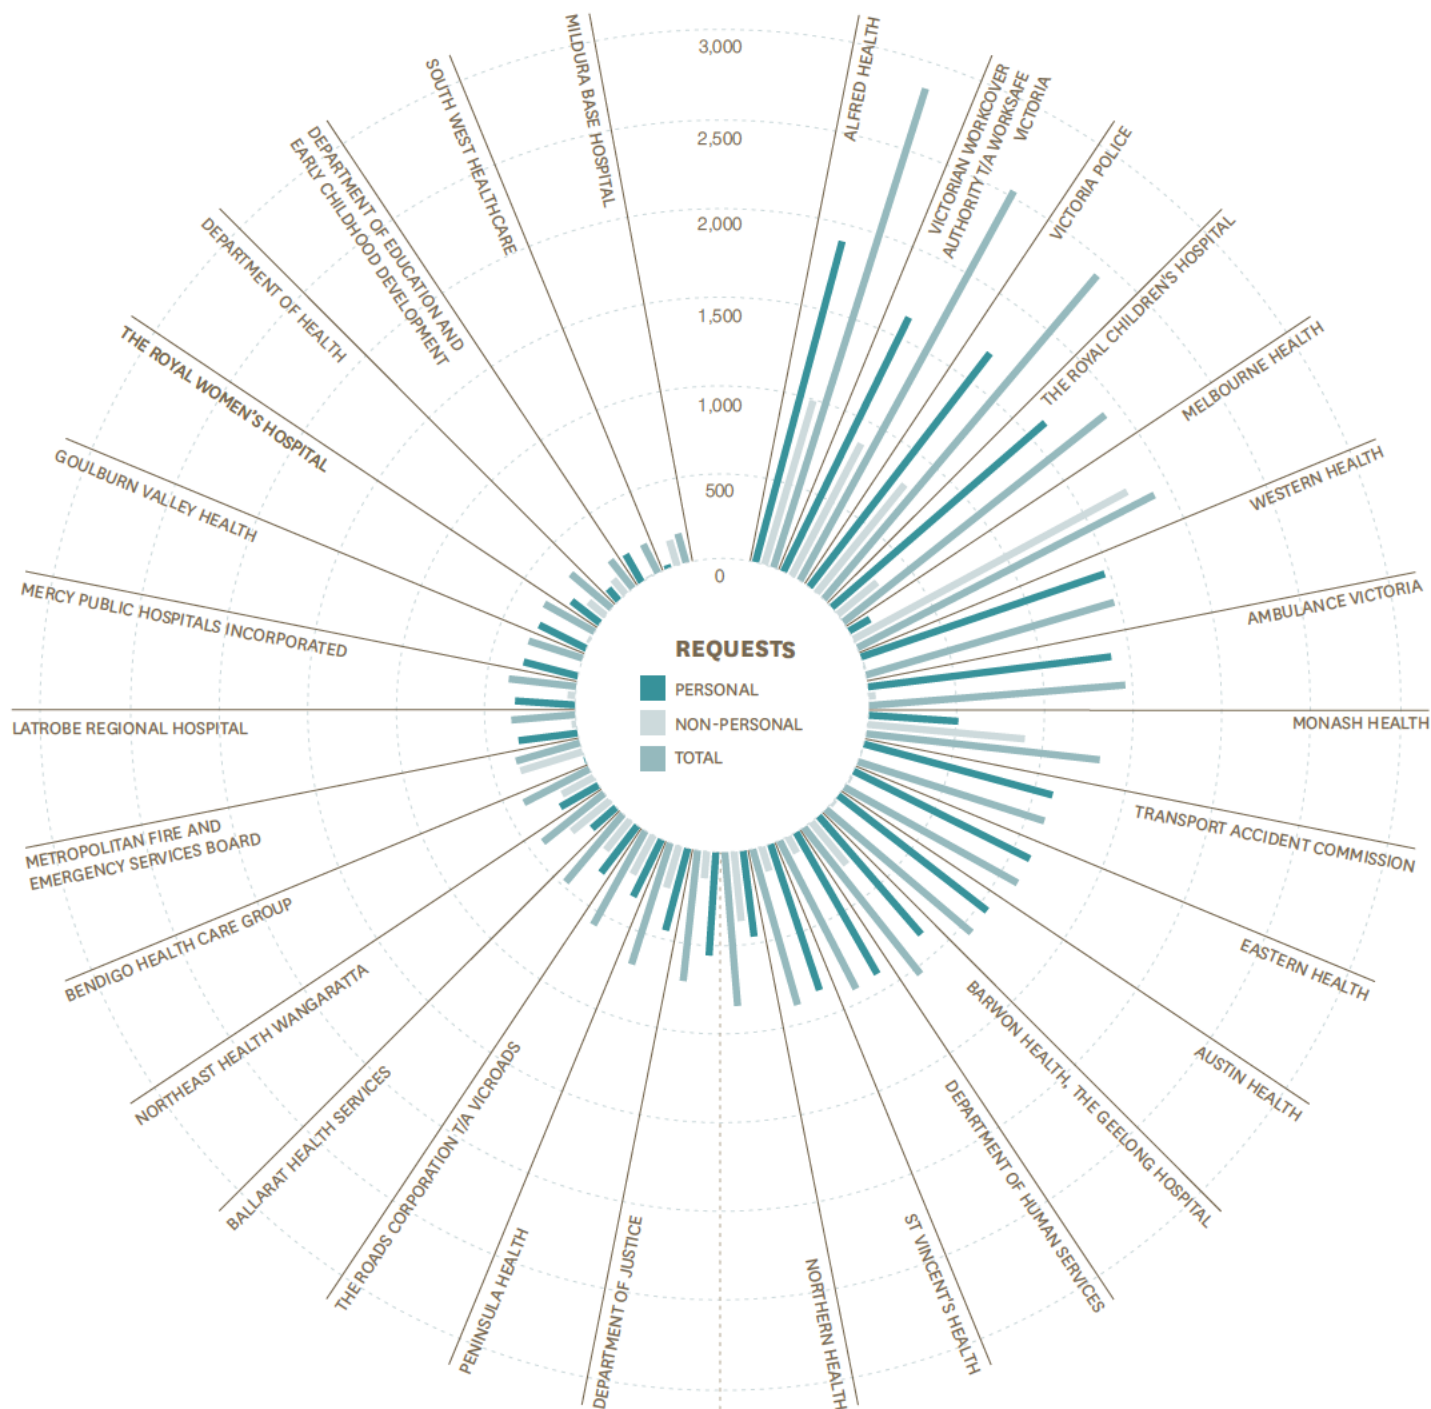 3,000
2,500
2,000
1,500
1,000
500
0
REQUESTS
PERSONAL
NON-PERSONAL
TOTAL
ALFRED HEALTH
VICTORIAN WORKCOVER
AUTHORITY T/A WORKSAFE
VICTORIA
VICTORIA POLICE
THE ROYAL CHILDREN'S HOSPITAL
MELBOURNE HEALTH
WESTERN HEALTH
AMBULANCE VICTORIA
MONASH HEALTH
TRANSPORT ACCIDENT COMMISSION
EASTERN HEALTH
AUSTIN HEALTH
BARWON HEALTH, THE GEELONG HOSPITAL
DEPARTMENT OF HUMAN SERVICES
ST VINCENT'S HEALTH
NORTHERN HEALTH
DEPARTMENT OF JUSTICE
PENINSULA HEALTH
THE ROADS CORPORATION T/A VICROADS
BALLARAT HEALTH SERVICES
NORTHEAST HEALTH WANGARATTA
BENDIGO HEALTH CARE GROUP
METROPOLITAN FIRE AND
EMERGENCY SERVICES BOARD
LATROBE REGIONAL HOSPITAL
MERCY PUBLIC HOSPITALS INCORPORATED
GOULBURN VALLEY HEALTH
THE ROYAL WOMEN'S HOSPITAL
DEPARTMENT OF HEALTH
DEPARTMENT OF EDUCATION AND
EARLY CHILDHOOD DEVELOPMENT
SOUTH WEST HEALTHCARE
MILDURA BASE HOSPITAL